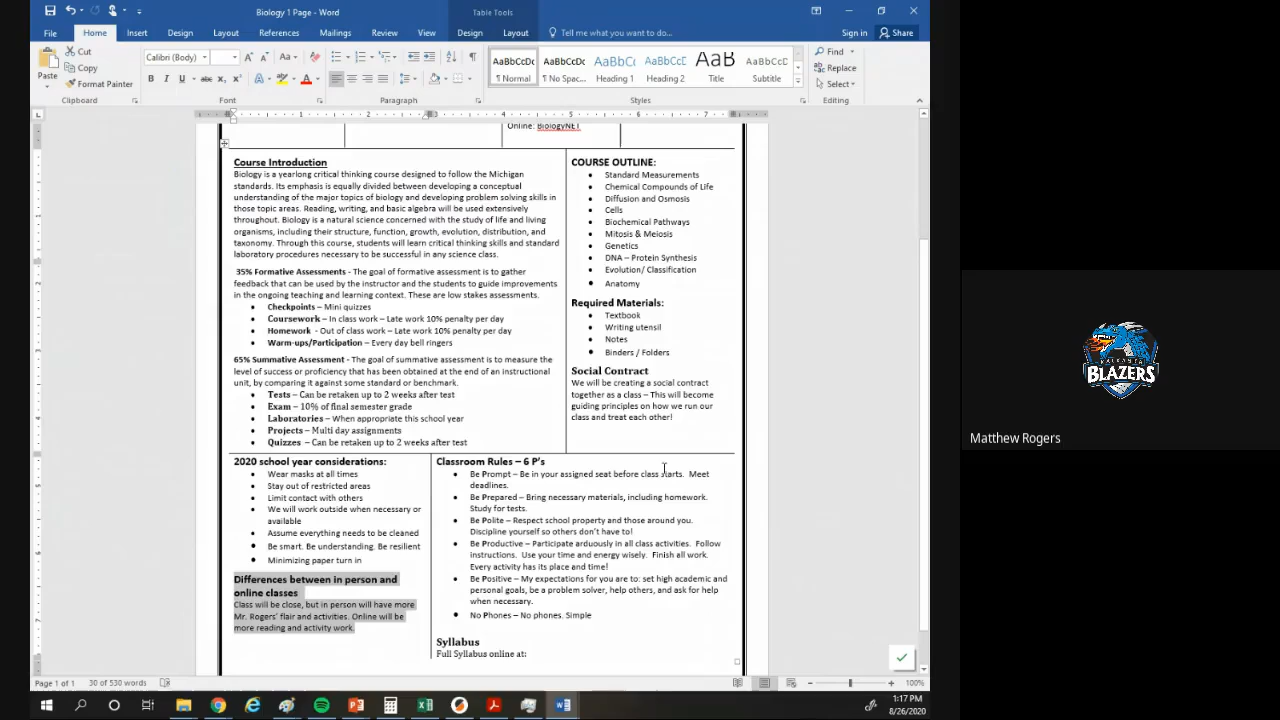 Biology 1 Page - Word
Table Tools
Sign in
Share
File
Home
Insert
Design
Layout
References
Mailings
Review
View
Design
Layout
Tell me what you want to do...
Paste
Cut
Copy
Format Painter
Clipboard
Calibri (Body)
Font
Paragraph
AaBbCcDc
¶ Normal
AaBbCcDc
¶ No Spac...
AaBbCc
Heading 1
AaBbCcE
Heading 2
AaB
Title
AaBbCcD
Subtitle
Styles
Find
Replace
Select
Editing
Online: BiologyNET
Course Introduction
Biology is a yearlong critical thinking course designed to follow the Michigan
standards. Its emphasis is equally divided between developing a conceptual
understanding of the major topics of biology and developing problem solving skills in
those topic areas. Reading, writing, and basic algebra will be used extensively
throughout. Biology is a natural science concerned with the study of life and living
organisms, including their structure, function, growth, evolution, distribution, and
taxonomy. Through this course, students will learn critical thinking skills and standard
laboratory procedures necessary to be successful in any science class.
35% Formative Assessments - The goal of formative assessment is to gather
feedback that can be used by the instructor and the students to guide improvements
in the ongoing teaching and learning context. These are low stakes assessments.
• Checkpoints – Mini quizzes
• Coursework – In class work – Late work 10% penalty per day
• Homework - Out of class work – Late work 10% penalty per day
• Warm-ups/Participation – Every day bell ringers
65% Summative Assessment - The goal of summative assessment is to measure the
level of success or proficiency that has been obtained at the end of an instructional
unit, by comparing it against some standard or benchmark.
• Tests – Can be retaken up to 2 weeks after test
• Exam – 10% of final semester grade
• Laboratories – When appropriate this school year
• Projects – Multi day assignments
• Quizzes – Can be retaken up to 2 weeks after test
COURSE OUTLINE:
• Standard Measurements
• Chemical Compounds of Life
• Diffusion and Osmosis
• Cells
• Biochemical Pathways
• Mitosis & Meiosis
• Genetics
• DNA – Protein Synthesis
• Evolution/ Classification
• Anatomy
Required Materials:
• Textbook
• Writing utensil
• Notes
• Binders / Folders
Social Contract
We will be creating a social contract
together as a class – This will become
guiding principles on how we run our
class and treat each other!
2020 school year considerations:
• Wear masks at all times
• Stay out of restricted areas
• Limit contact with others
• We will work outside when necessary or
available
• Assume everything needs to be cleaned
• Be smart. Be understanding. Be resilient
• Minimizing paper turn in
Differences between in person and
online classes
Class will be close, but in person will have more
Mr. Rogers' flair and activities. Online will be
more reading and activity work.
Classroom Rules – 6 P's
• Be Prompt – Be in your assigned seat before class starts. Meet
deadlines.
• Be Prepared – Bring necessary materials, including homework.
Study for tests.
• Be Polite – Respect school property and those around you.
Discipline yourself so others don't have to!
• Be Productive – Participate arduously in all class activities. Follow
instructions. Use your time and energy wisely. Finish all work.
Every activity has its place and time!
• Be Positive – My expectations for you are to: set high academic and
personal goals, be a problem solver, help others, and ask for help
when necessary.
• No Phones – No phones. Simple
Syllabus
Full Syllabus online at:
Page 1 of 1
30 of 530 words
100%
1:17 PM
8/26/2020
BLAZERS
Matthew Rogers